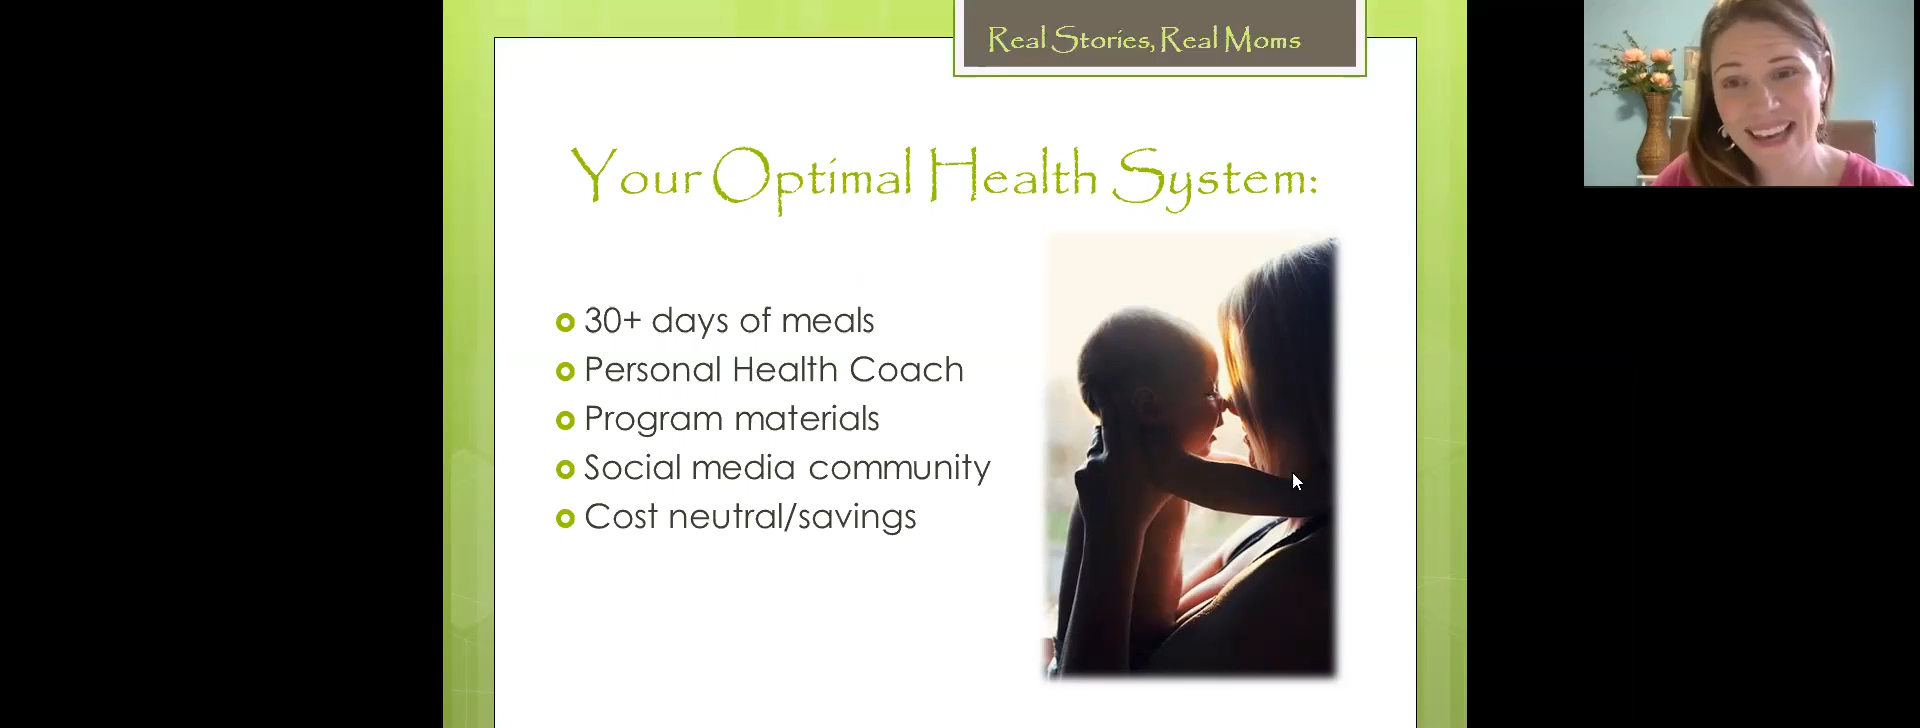 Real Stories, Real Moms
Your Optimal Health System:
30+ days of meals
Personal Health Coach
Program materials
Social media community
Cost neutral/savings